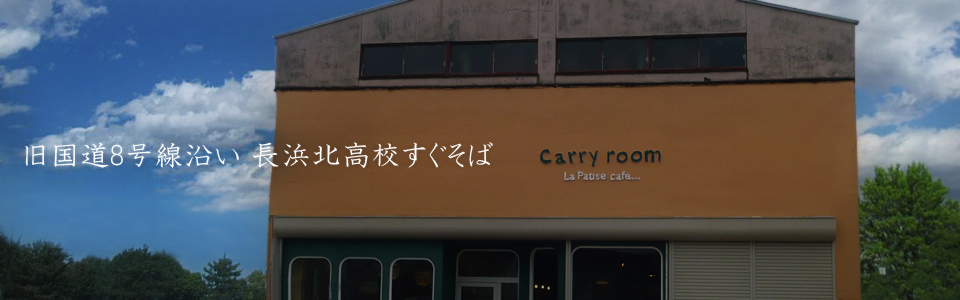 旧国道8号線沿い 長浜北高校すぐそば
Carry room
La Pause cafe...